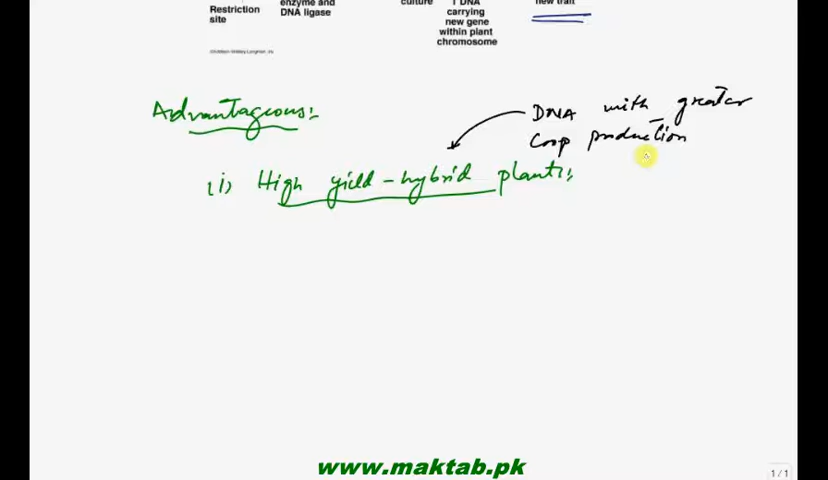 Restriction
site
enzyme and
DNA ligase
culture
T DNA
carrying
new gene
within plant
chromosome
new trait
Advantageous:
DNA with greater
Crop production
(i) High yield-hybrid plants:
www.maktab.pk
1 / 1